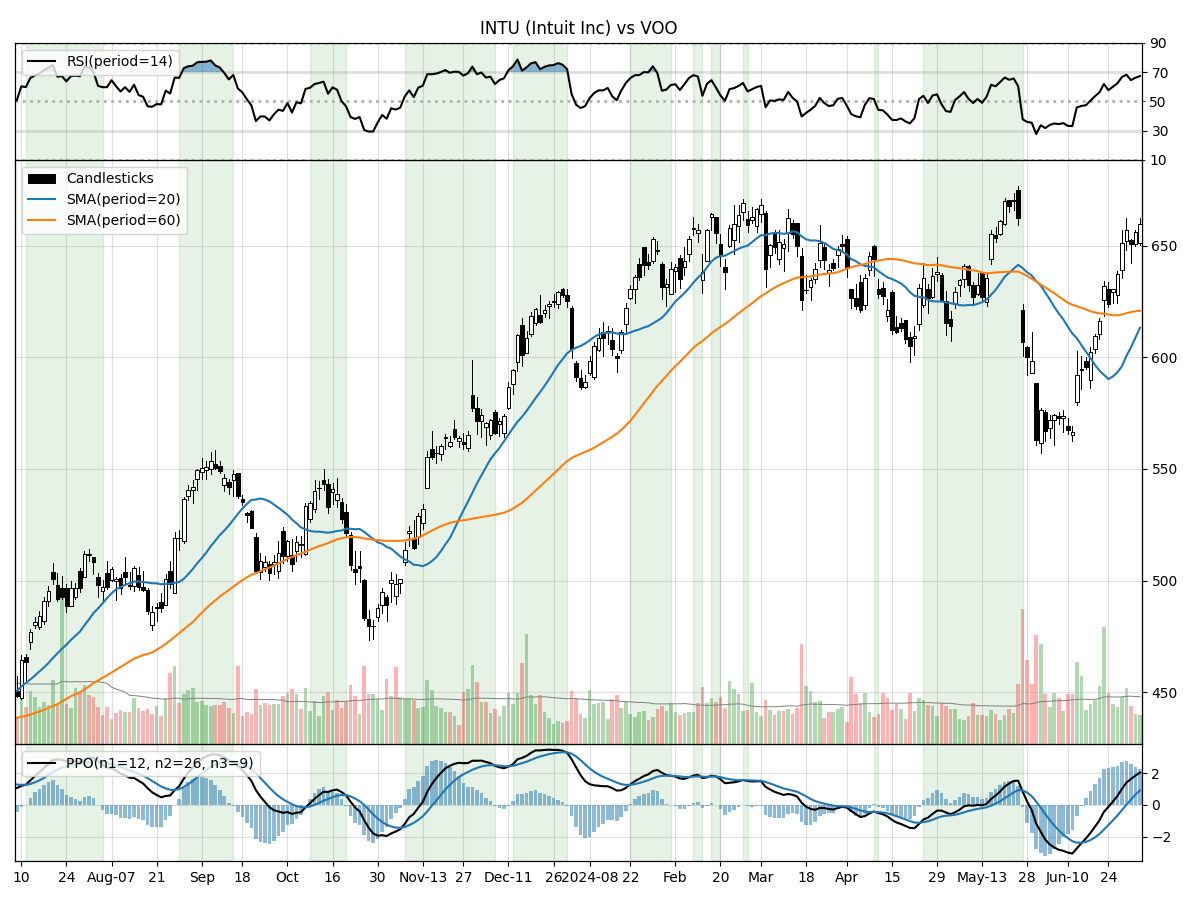 INTU (Intuit Inc) vs VOO
RSI(period=14)
90
70
50
30
10
Candlesticks
SMA(period=20)
SMA(period=60)
650
600
550
500
450
PPO(n1=12, n2=26, n3=9)
2
0
−2
10 24 Aug-07 21 Sep 18 Oct 16 30 Nov-13 27 Dec-11 26 2024-08 22 Feb 20 Mar 18 Apr 15 29 May-13 28 Jun-10 24